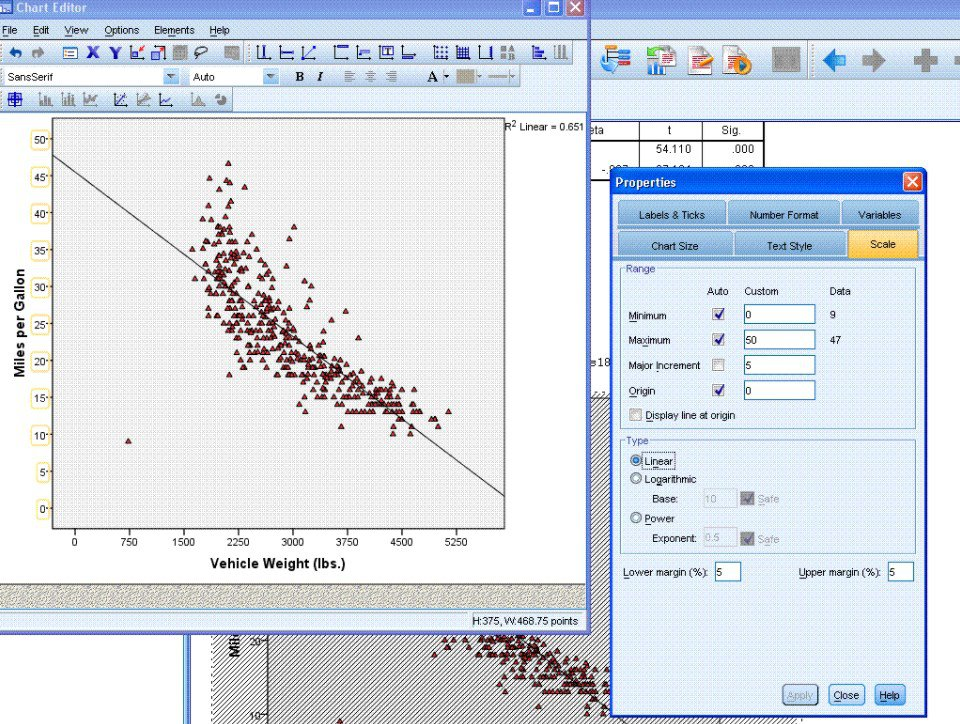 Chart Editor
File Edit View Options Elements Help
SansSerif Auto B I A
R² Linear = 0.651
50
45
40
35
30
25
20
15
10
5
0
Miles per Gallon
0 750 1500 2250 3000 3750 4500 5250
Vehicle Weight (lbs.)
H:375, W:468.75 points
eta t Sig.
54.110 .000
Properties
Labels & Ticks Number Format Variables
Chart Size Text Style Scale
Range
Auto Custom Data
Minimum 0 9
Maximum 50 47
Major Increment 5
Origin 0
Display line at origin
Type
Linear
Logarithmic
Base: 10 Safe
Power
Exponent: 0.5 Safe
Lower margin (%): 5 Upper margin (%): 5
Apply Close Help
20
10